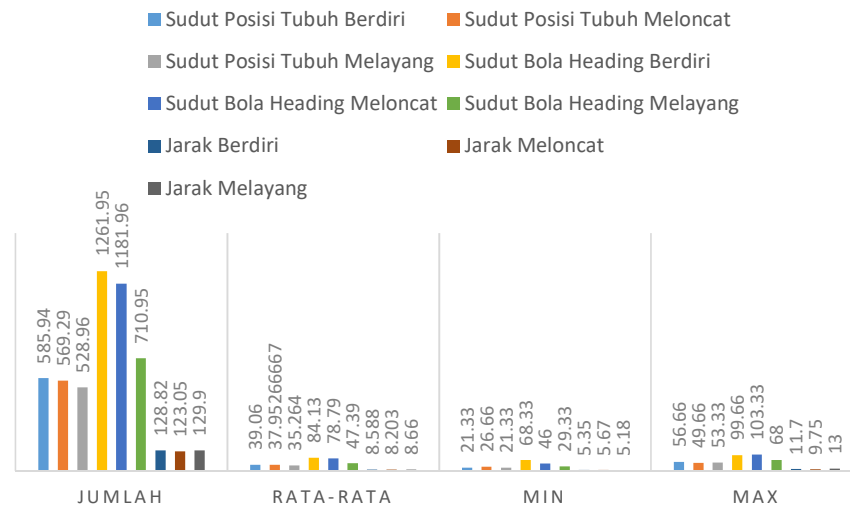 Sudut Posisi Tubuh Berdiri
Sudut Posisi Tubuh Meloncat
Sudut Posisi Tubuh Melayang
Sudut Bola Heading Berdiri
Sudut Bola Heading Meloncat
Sudut Bola Heading Melayang
Jarak Berdiri
Jarak Meloncat
Jarak Melayang
585.94
569.29
528.96
1261.95
1181.96
710.95
128.82
123.05
129.9
39.06
37.95266667
35.264
84.13
78.79
47.39
8.588
8.203
8.66
21.33
26.66
21.33
68.33
46
29.33
5.35
5.67
5.18
56.66
49.66
53.33
99.66
103.33
68
11.7
9.75
13
JUMLAH
RATA-RATA
MIN
MAX